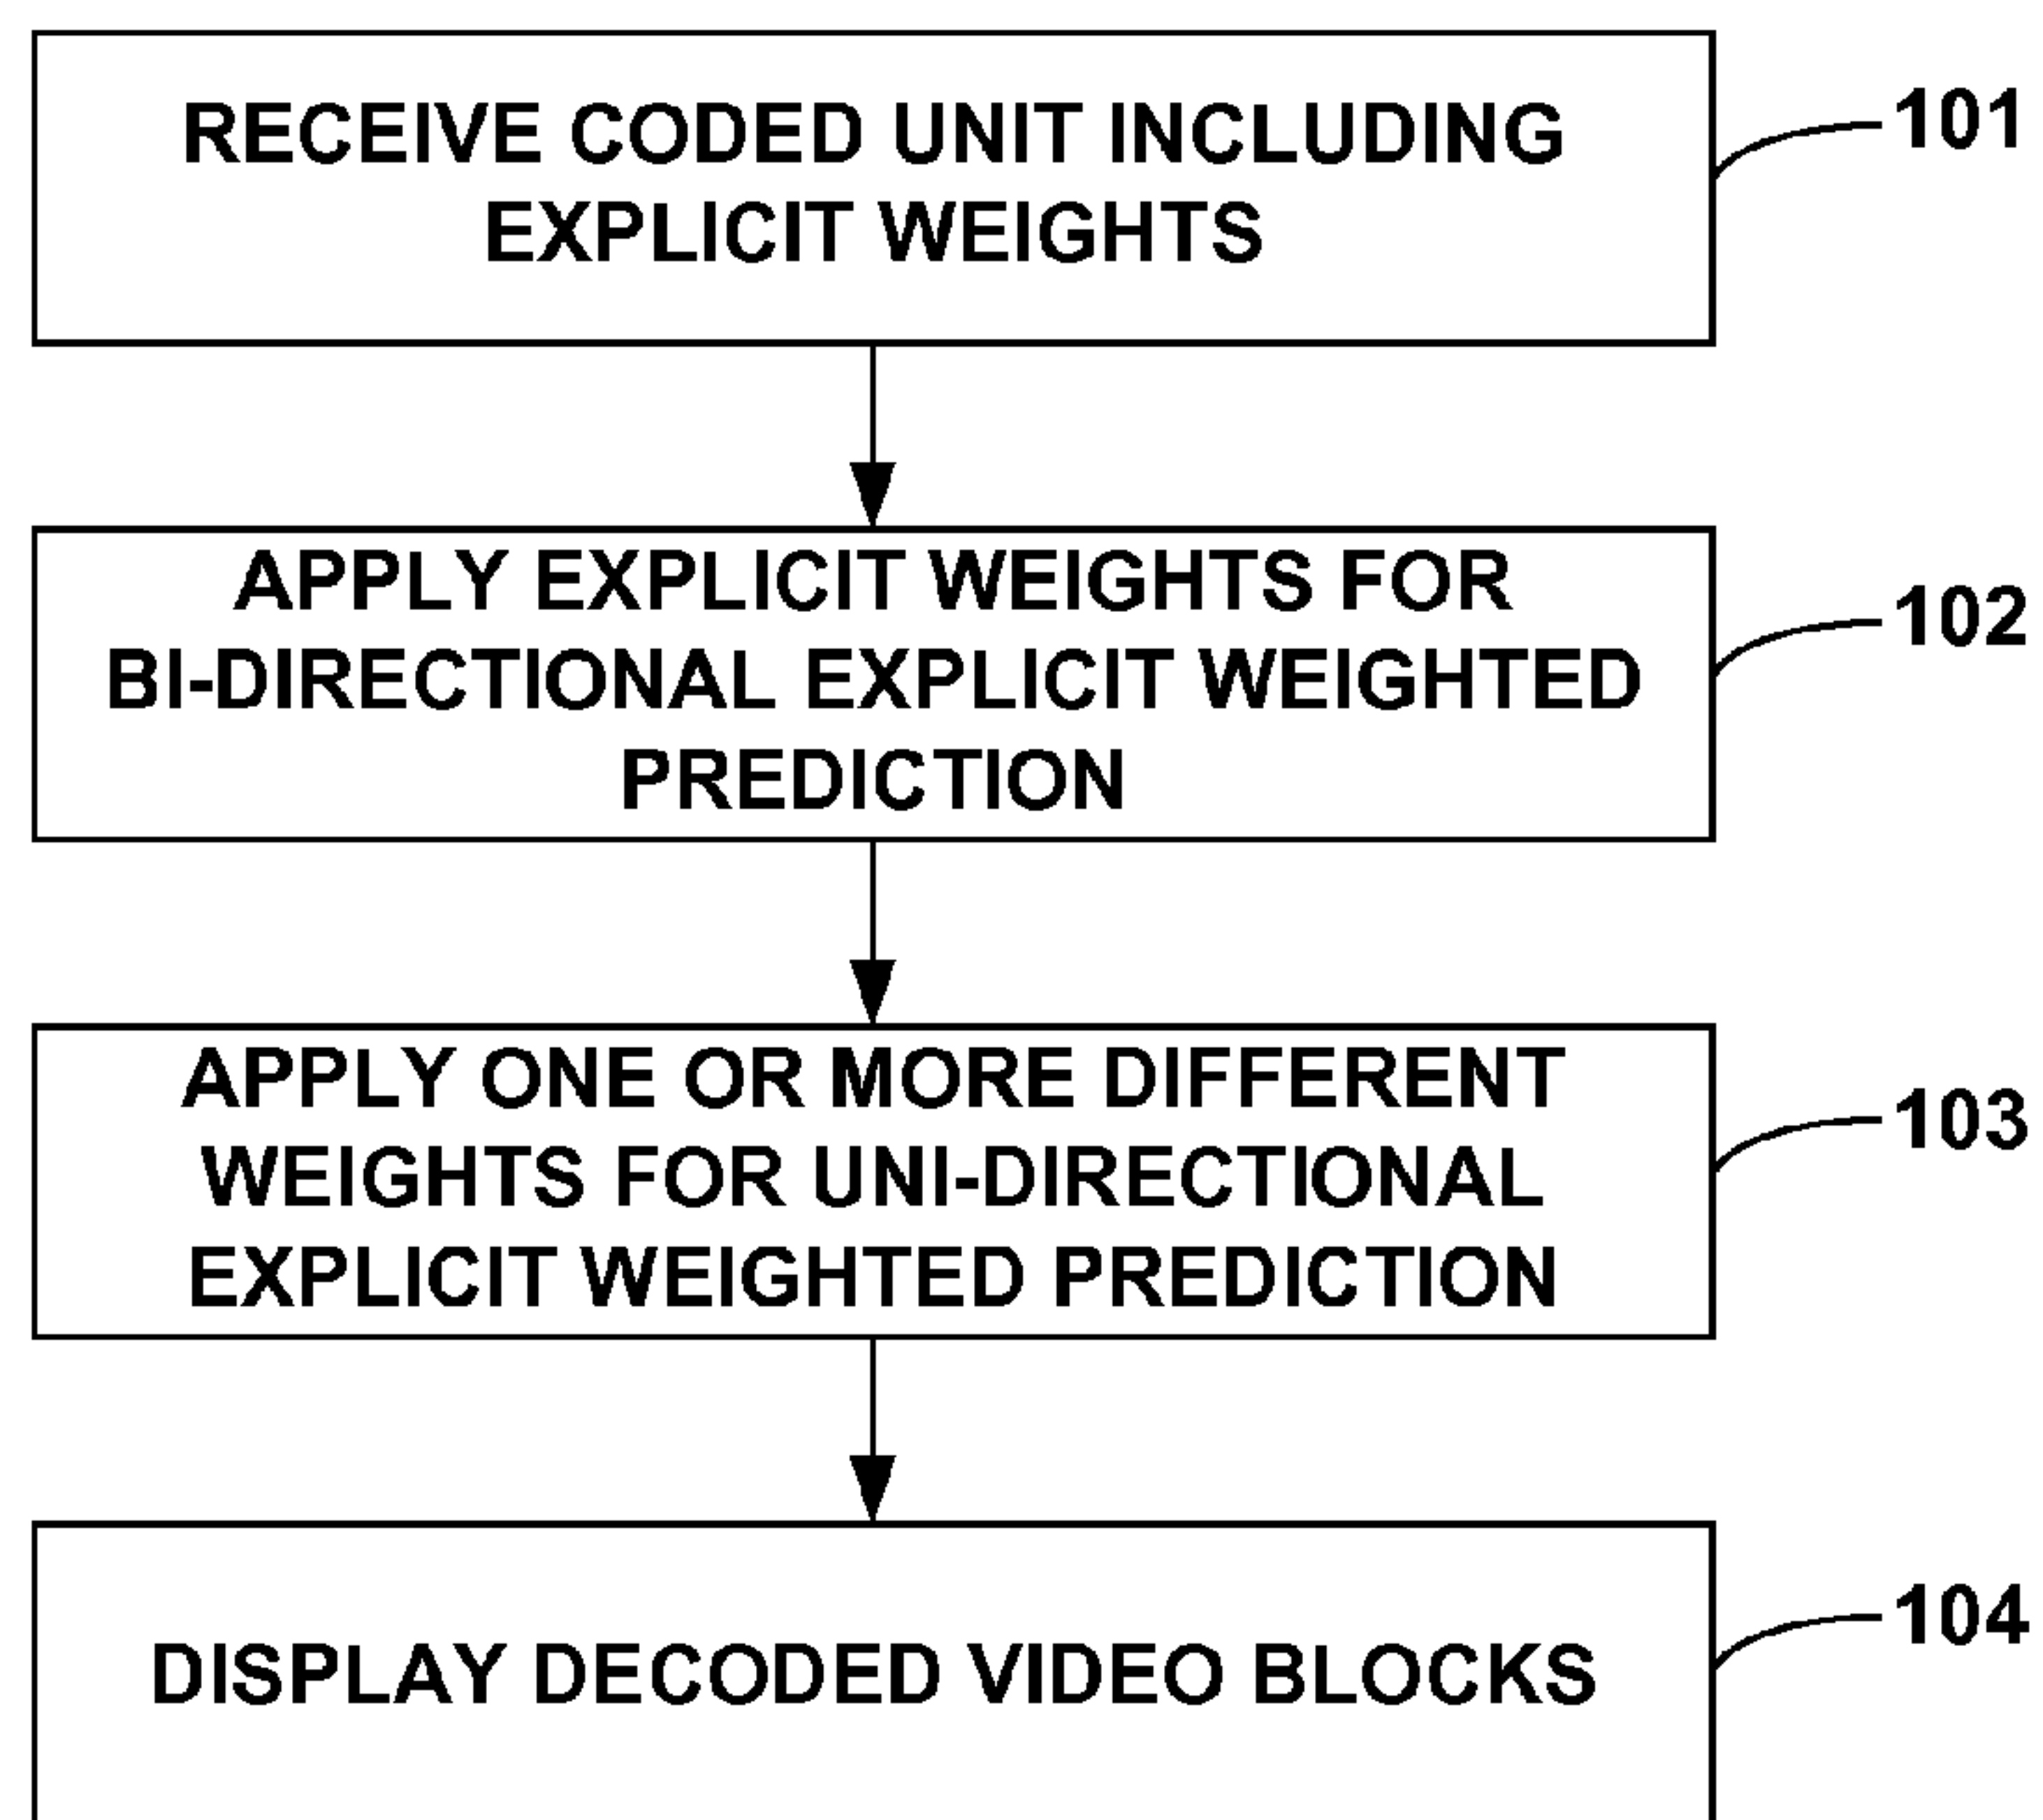 RECEIVE CODED UNIT INCLUDING
EXPLICIT WEIGHTS
101
APPLY EXPLICIT WEIGHTS FOR
BI-DIRECTIONAL EXPLICIT WEIGHTED
PREDICTION
102
APPLY ONE OR MORE DIFFERENT
WEIGHTS FOR UNI-DIRECTIONAL
EXPLICIT WEIGHTED PREDICTION
103
DISPLAY DECODED VIDEO BLOCKS
104